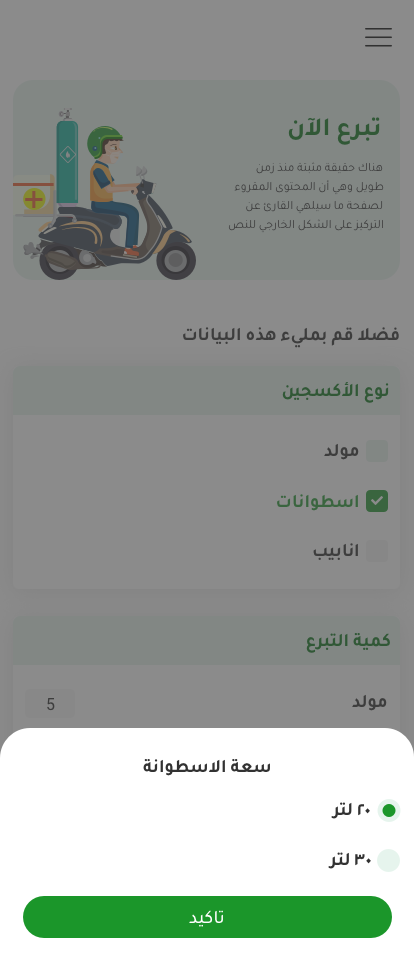 تبرع الآن
هناك حقيقة مثبتة منذ زمن
طويل وهي أن المحتوى المقروء
لصفحة ما سيلهي القارئ عن
التركيز على الشكل الخارجي للنص
فضلا قم بمليء هذه البيانات
نوع الأكسجين
مولد
اسطوانات
انابيب
كمية التبرع
مولد
5
سعة الاسطوانة
٢٠ لتر
٣٠ لتر
تاكيد